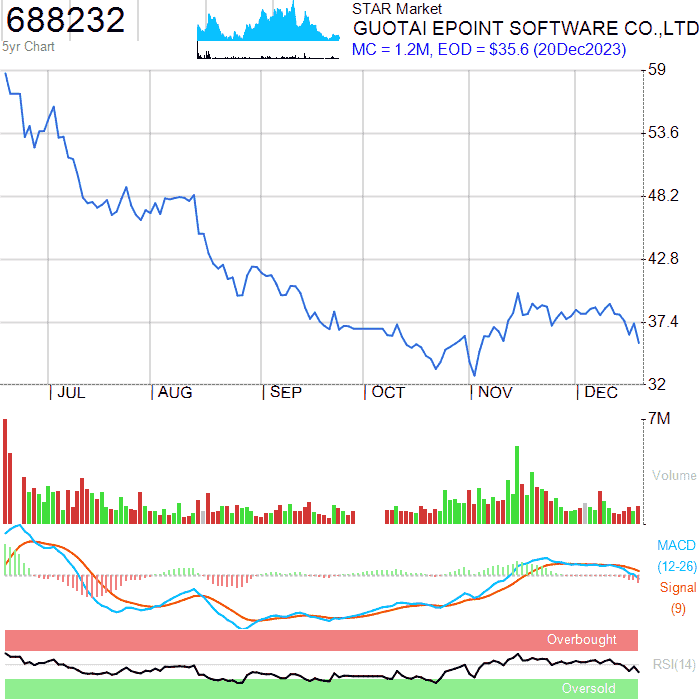 688232
5yr Chart
STAR Market
GUOTAI EPOINT SOFTWARE CO.,LTD
MC = 1.2M, EOD = $35.6 (20Dec2023)
59
53.6
48.2
42.8
37.4
32
JUL AUG SEP OCT NOV DEC
7M
Volume
MACD
(12-26)
Signal
(9)
Overbought
RSI(14)
Oversold